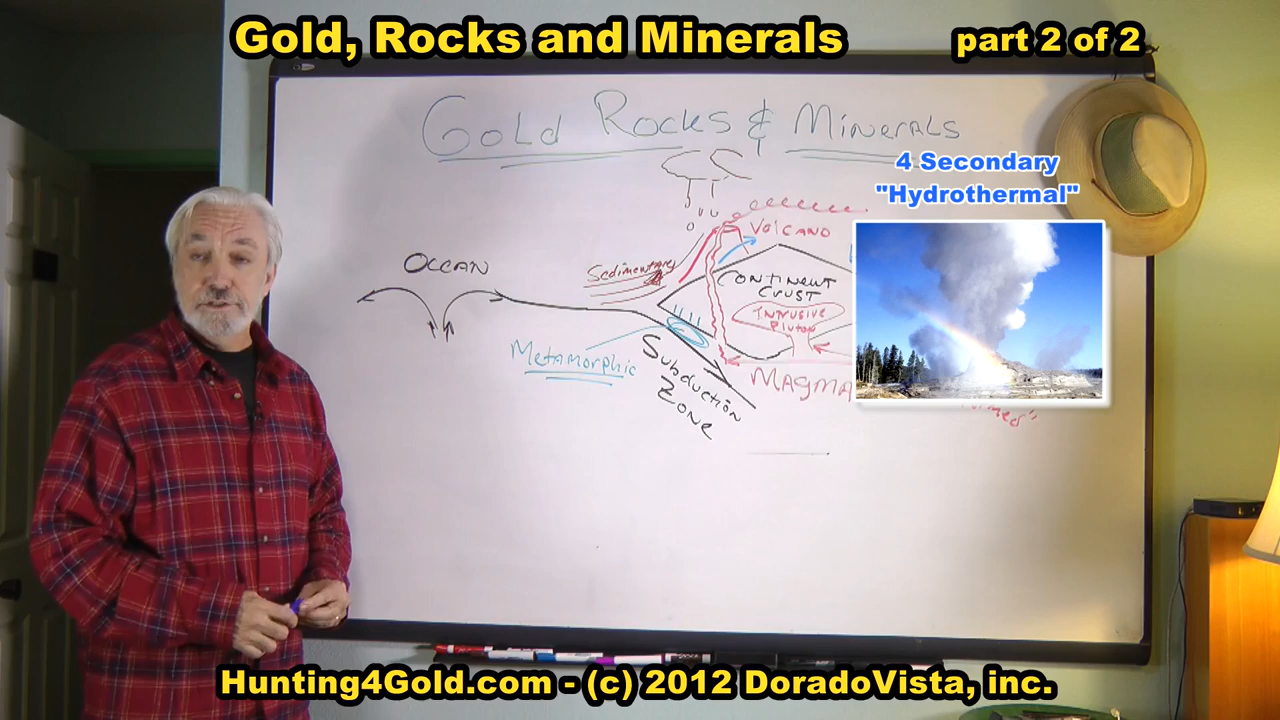 Gold, Rocks and Minerals
part 2 of 2
Gold Rocks & Minerals
4 Secondary
"Hydrothermal"
Volcano
Ocean
Sedimentary
Continent
Crust
Intrusive
Pluton
Metamorphic
Subduction
Zone
Magma
Hunting4Gold.com - (c) 2012 DoradoVista, inc.